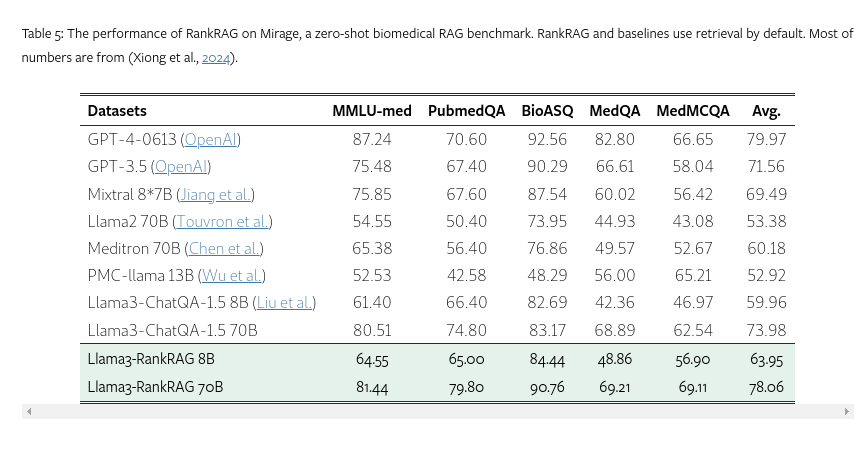 Table 5: The performance of RankRAG on Mirage, a zero-shot biomedical RAG benchmark. RankRAG and baselines use retrieval by default. Most of
numbers are from (Xiong et al., 2024).
Datasets MMLU-med PubmedQA BioASQ MedQA MedMCQA Avg.
GPT-4-0613 (OpenAI) 87.24 70.60 92.56 82.80 66.65 79.97
GPT-3.5 (OpenAI) 75.48 67.40 90.29 66.61 58.04 71.56
Mixtral 8*7B (Jiang et al.) 75.85 67.60 87.54 60.02 56.42 69.49
Llama2 70B (Touvron et al.) 54.55 50.40 73.95 44.93 43.08 53.38
Meditron 70B (Chen et al.) 65.38 56.40 76.86 49.57 52.67 60.18
PMC-llama 13B (Wu et al.) 52.53 42.58 48.29 56.00 65.21 52.92
Llama3-ChatQA-1.5 8B (Liu et al.) 61.40 66.40 82.69 42.36 46.97 59.96
Llama3-ChatQA-1.5 70B 80.51 74.80 83.17 68.89 62.54 73.98
Llama3-RankRAG 8B 64.55 65.00 84.44 48.86 56.90 63.95
Llama3-RankRAG 70B 81.44 79.80 90.76 69.21 69.11 78.06